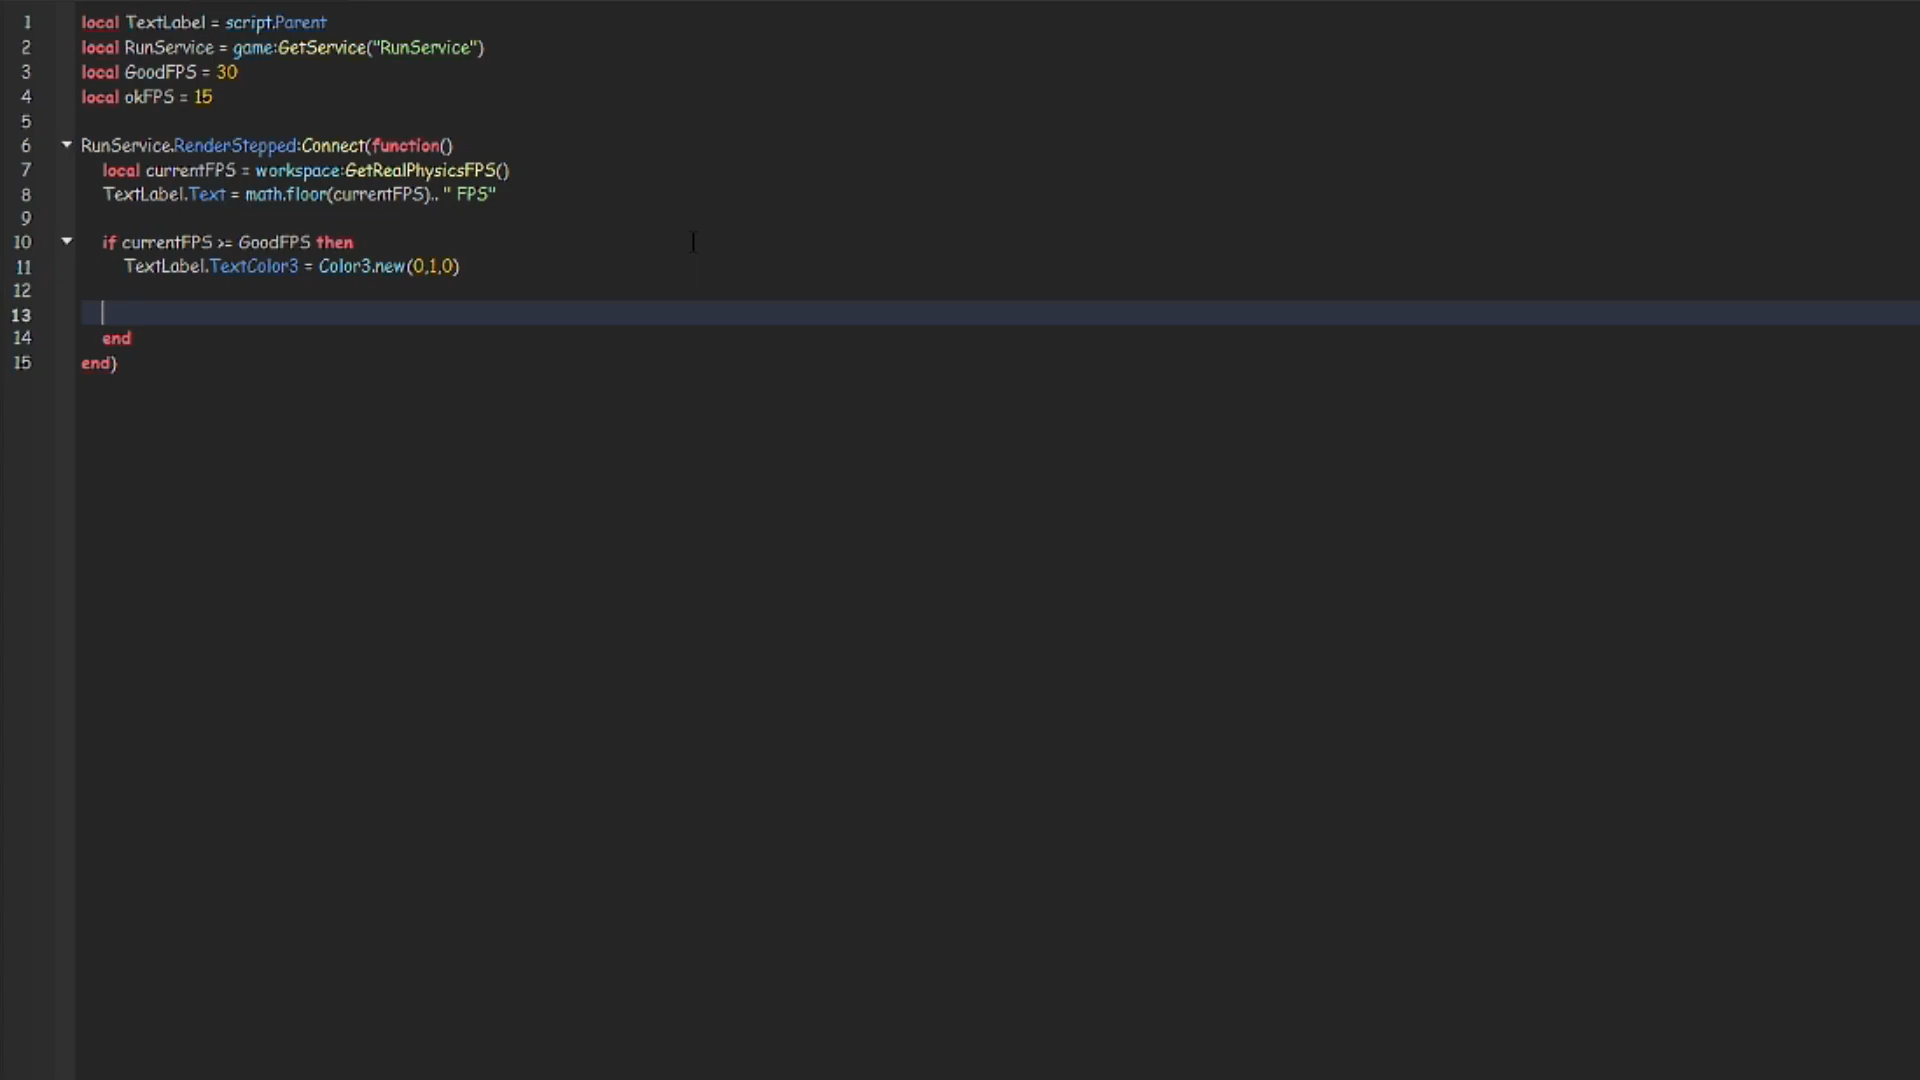 1 local TextLabel = script.Parent
2 local RunService = game:GetService("RunService")
3 local GoodFPS = 30
4 local okFPS = 15
5
6 RunService.RenderStepped:Connect(function()
7 local currentFPS = workspace:GetRealPhysicsFPS()
8 TextLabel.Text = math.floor(currentFPS).. " FPS"
9
10 if currentFPS >= GoodFPS then
11 TextLabel.TextColor3 = Color3.new(0,1,0)
12
13
14 end
15 end)